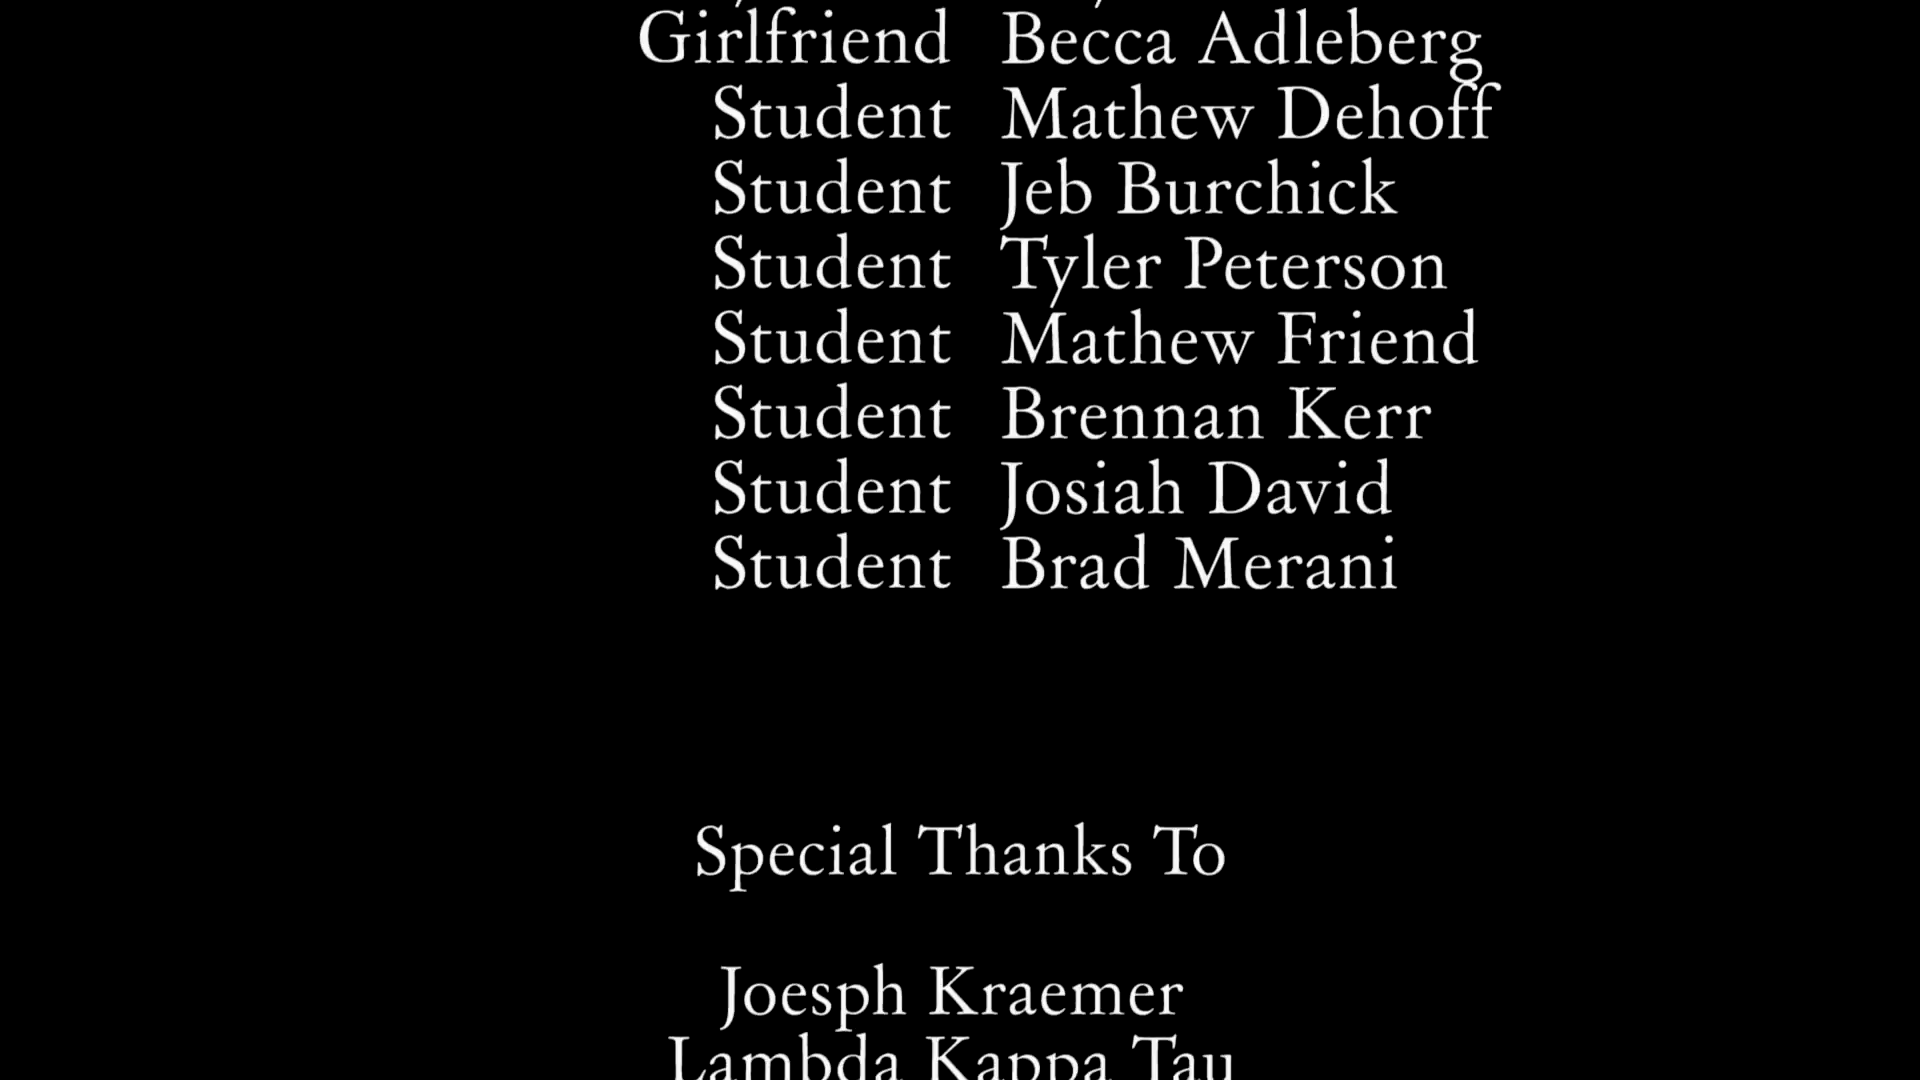 Girlfriend Becca Adleberg
Student Mathew Dehoff
Student Jeb Burchick
Student Tyler Peterson
Student Mathew Friend
Student Brennan Kerr
Student Josiah David
Student Brad Merani
Special Thanks To
Joesph Kraemer
Lambda Kappa Tau